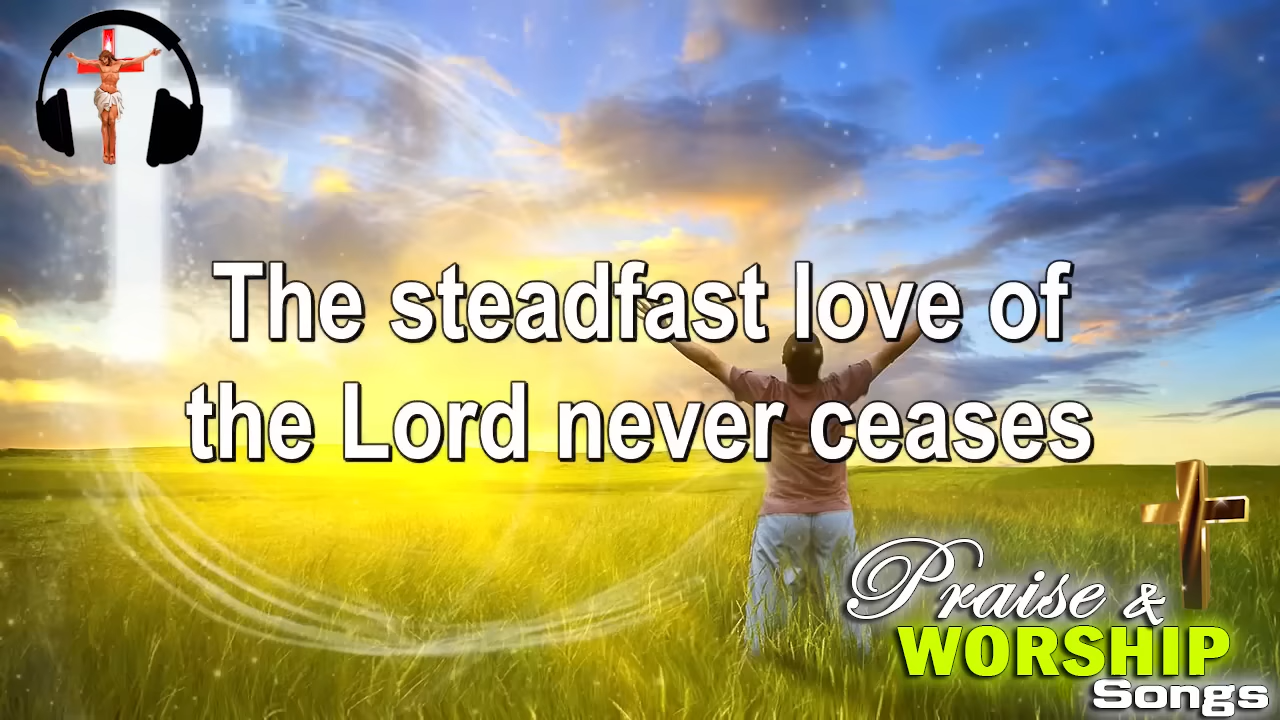 The steadfast love of
the Lord never ceases
Praise &
WORSHIP
Songs